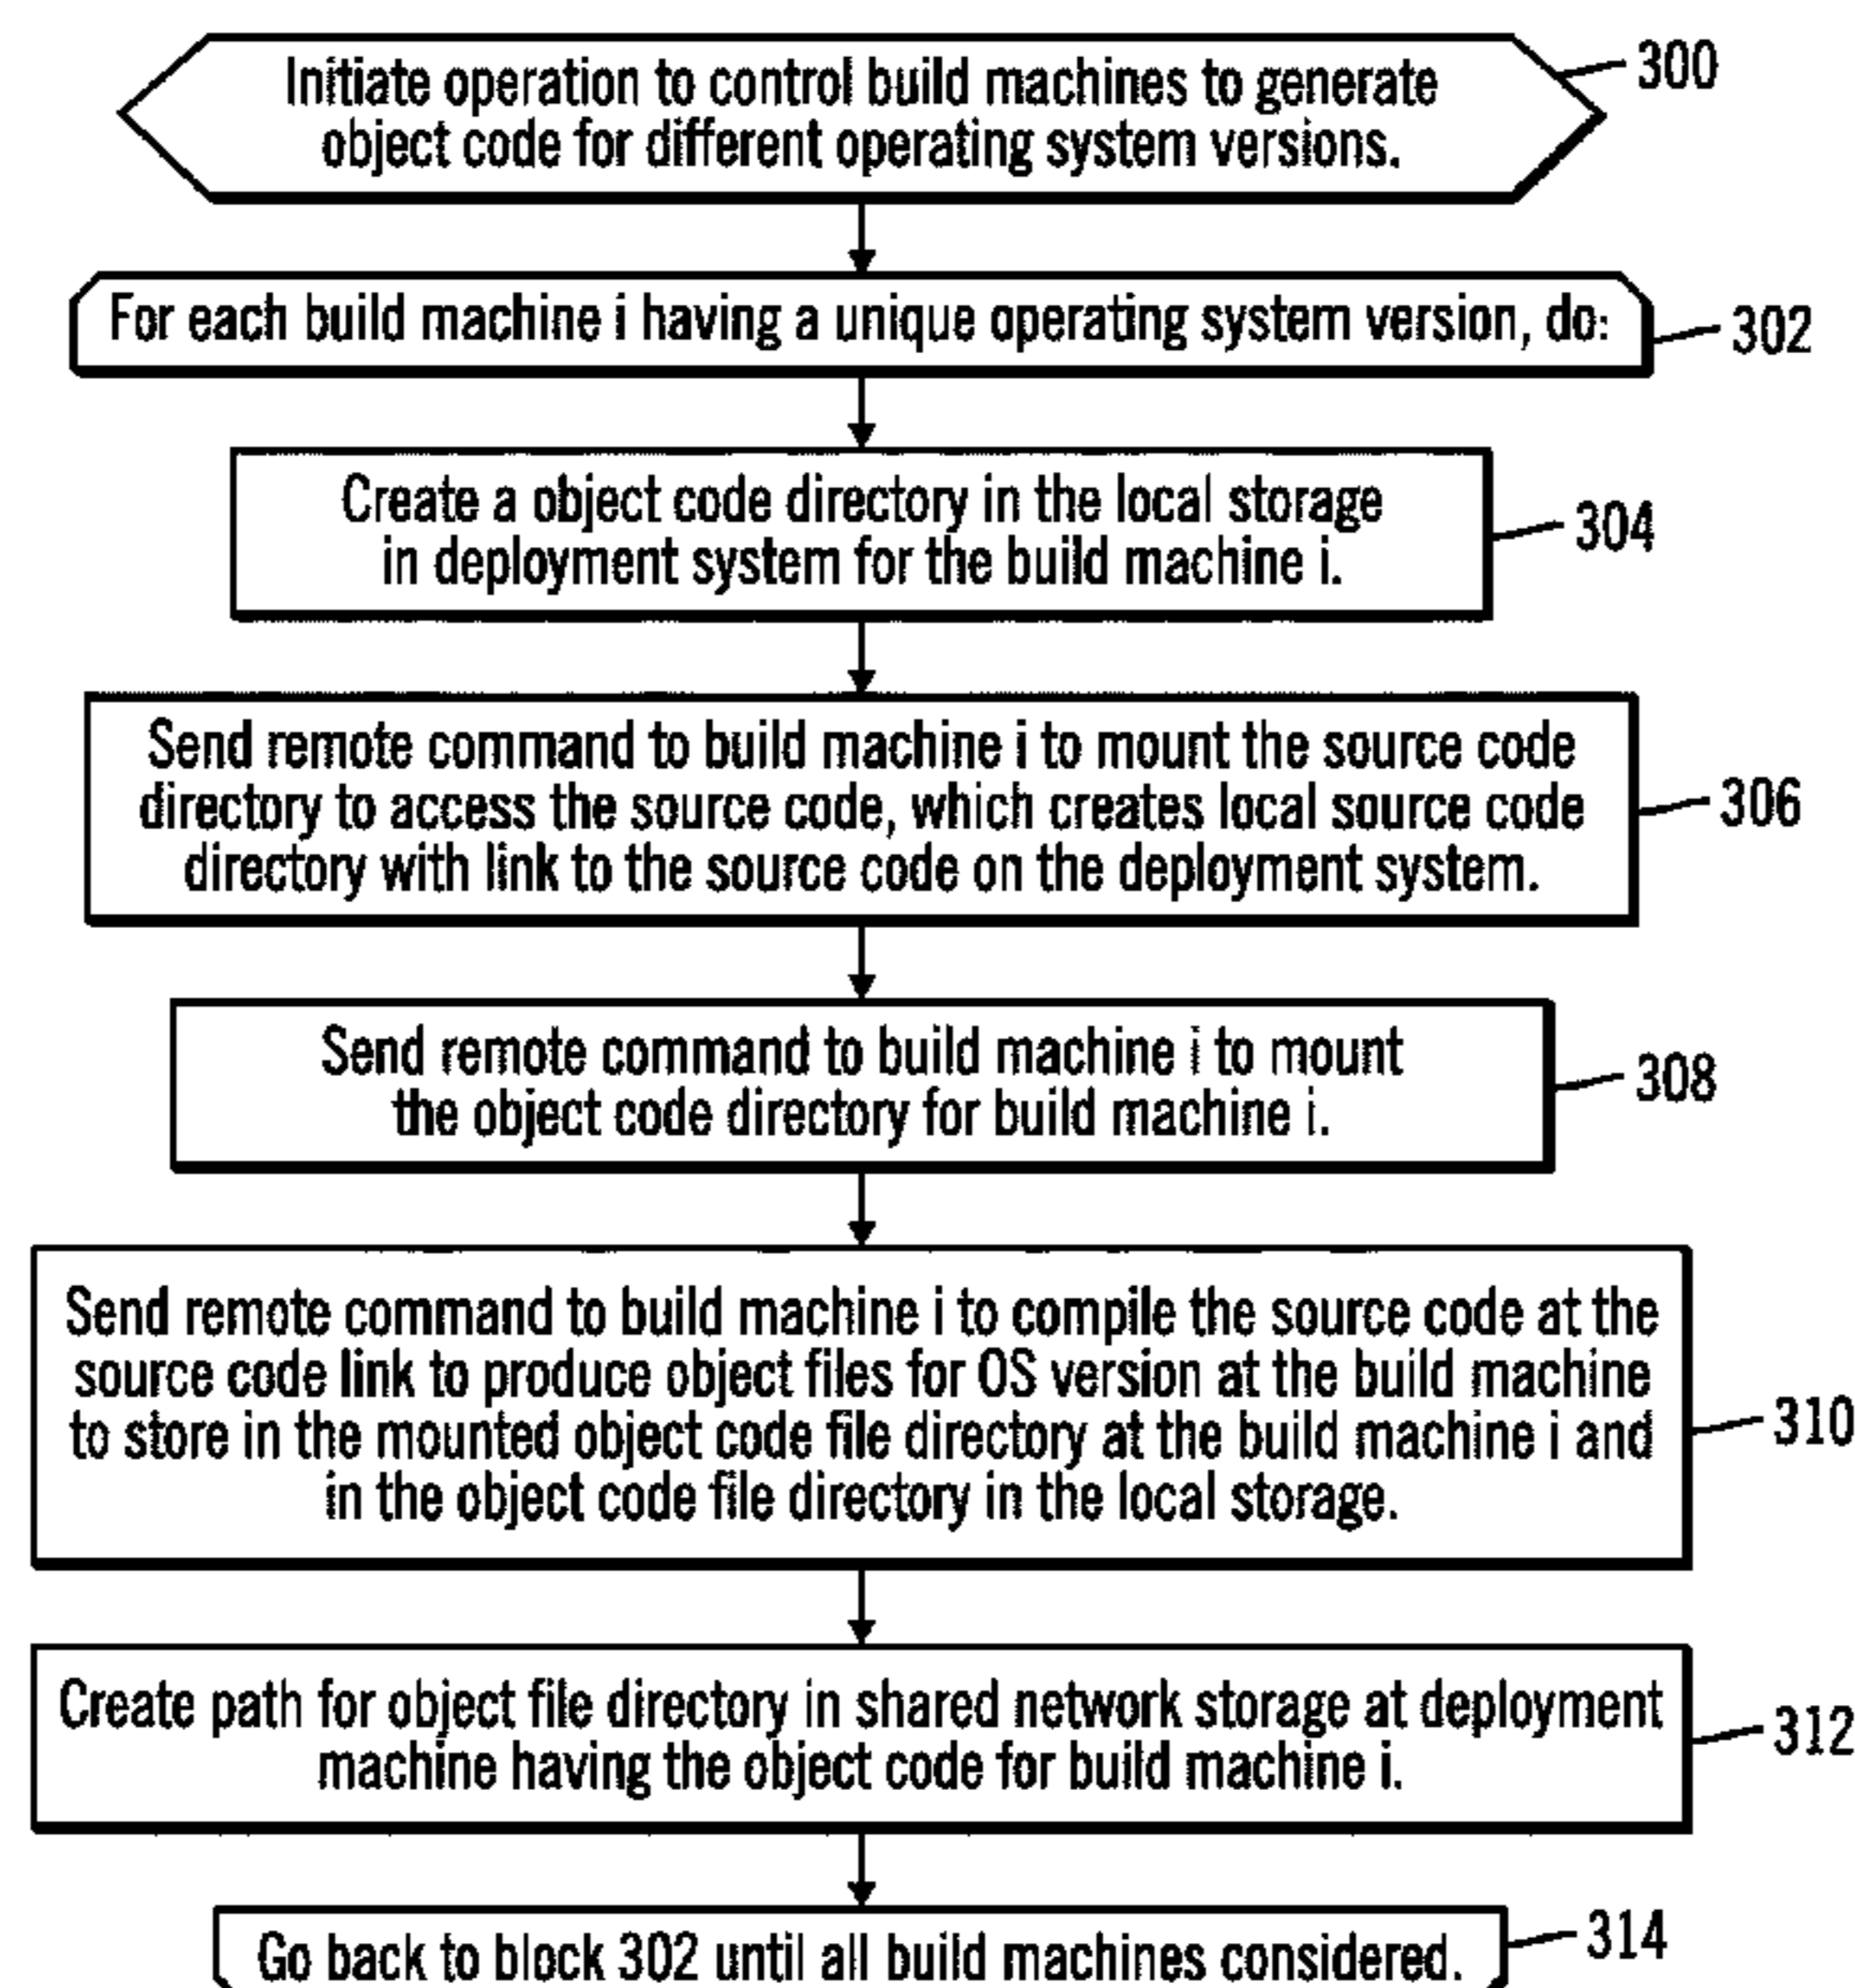 Initiate operation to control build machines to generate
object code for different operating system versions.
300
For each build machine i having a unique operating system version, do:
302
Create a object code directory in the local storage
in deployment system for the build machine i.
304
Send remote command to build machine i to mount the source code
directory to access the source code, which creates local source code
directory with link to the source code on the deployment system.
306
Send remote command to build machine i to mount
the object code directory for build machine i.
308
Send remote command to build machine i to compile the source code at the
source code link to produce object files for OS version at the build machine
to store in the mounted object code file directory at the build machine i and
in the object code file directory in the local storage.
310
Create path for object file directory in shared network storage at deployment
machine having the object code for build machine i.
312
Go back to block 302 until all build machines considered.
314